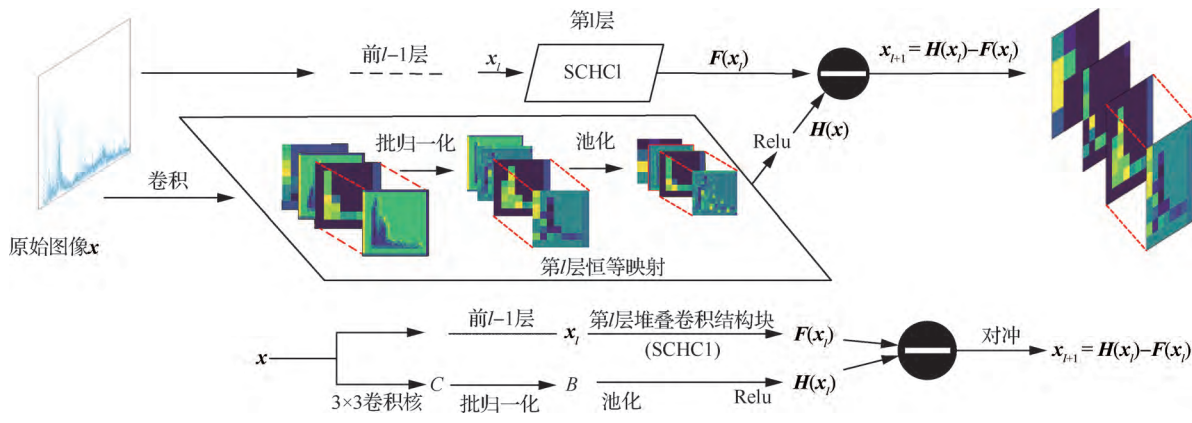 第l层
前l−1层
x_l
SCHCl
F(x_l)
x_{l+1} = H(x_l)−F(x_l)
H(x)
Relu
批归一化
池化
卷积
原始图像x
第l层恒等映射
x
前l−1层
x_l
第l层堆叠卷积结构块
(SCHC1)
F(x_l)
对冲
x_{l+1} = H(x_l)−F(x_l)
C
B
H(x_l)
3×3卷积核
批归一化
池化
Relu